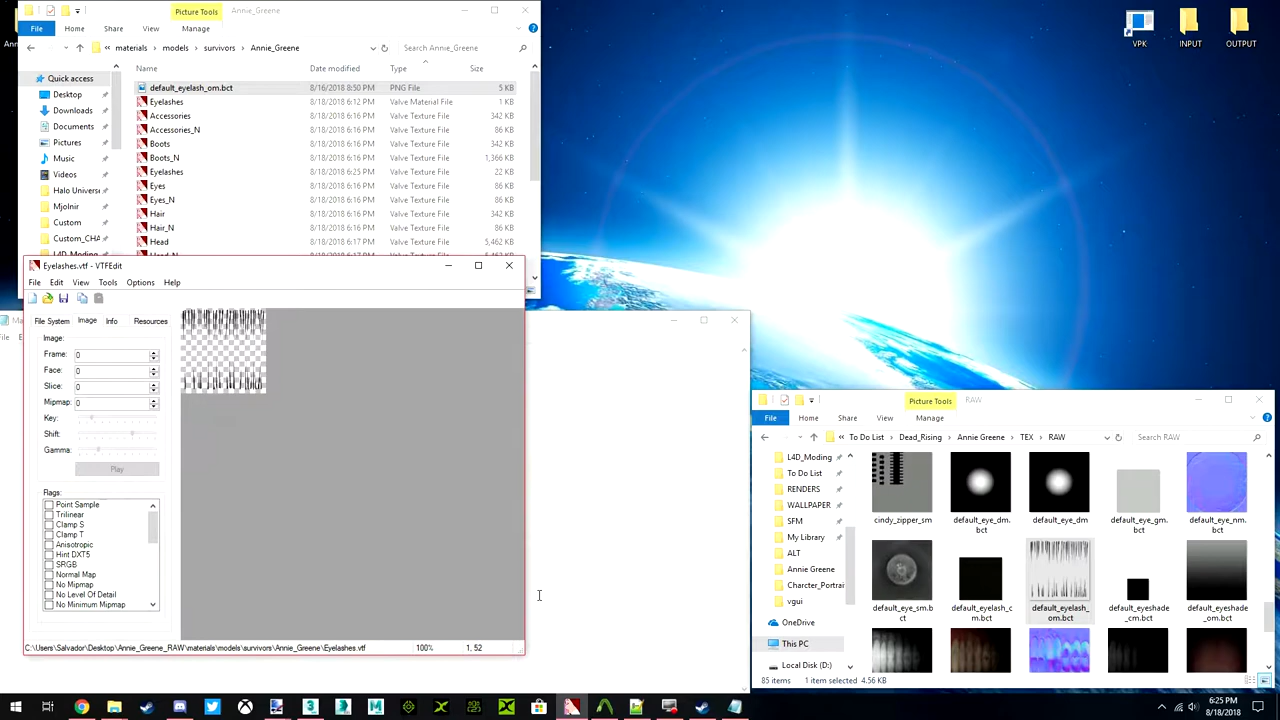 Picture Tools
Annie_Greene
File
Home
Share
View
Manage
« materials › models › survivors › Annie_Greene
Search Annie_Greene
Name
Date modified
Type
Size
Quick access
Desktop
Downloads
Documents
Pictures
Music
Videos
Halo Univers
Mjolnir
Custom
Custom_CHA
L4D_Moding
default_eyelash_om.bct 8/16/2018 8:50 PM PNG File 5 KB
Eyelashes 8/18/2018 6:12 PM Valve Material File 1 KB
Accessories 8/18/2018 6:16 PM Valve Texture File 342 KB
Accessories_N 8/18/2018 6:16 PM Valve Texture File 86 KB
Boots 8/18/2018 6:16 PM Valve Texture File 342 KB
Boots_N 8/18/2018 6:16 PM Valve Texture File 1,366 KB
Eyelashes 8/18/2018 6:25 PM Valve Texture File 22 KB
Eyes 8/18/2018 6:16 PM Valve Texture File 86 KB
Eyes_N 8/18/2018 6:16 PM Valve Texture File 86 KB
Hair 8/18/2018 6:16 PM Valve Texture File 342 KB
Hair_N 8/18/2018 6:16 PM Valve Texture File 86 KB
Head 8/18/2018 6:17 PM Valve Texture File 5,462 KB
VPK
INPUT
OUTPUT
Eyelashes.vtf - VTFEdit
File Edit View Tools Options Help
File System
Image
Info
Resources
Image:
Frame: 0
Face: 0
Slice: 0
Mipmap: 0
Key:
Shift:
Gamma:
Play
Flags:
Point Sample
Trilinear
Clamp S
Clamp T
Anisotropic
Hint DXT5
SRGB
Normal Map
No Mipmap
No Level Of Detail
No Minimum Mipmap
C:\Users\Salvador\Desktop\Annie_Greene_RAW\materials\models\survivors\Annie_Greene\Eyelashes.vtf
100%
1, 52
Picture Tools
RAW
File
Home
Share
View
Manage
« To Do List › Dead_Rising › Annie Greene › TEX › RAW
Search RAW
L4D_Moding
To Do List
RENDERS
WALLPAPER
SFM
My Library
ALT
Annie Greene
Charcter_Portrai
vgui
OneDrive
This PC
Local Disk (D:)
cindy_zipper_sm
default_eye_dm.
bct
default_eye_dm
default_eye_gm.
bct
default_eye_nm.
bct
default_eye_sm.b
ct
default_eyelash_c
m.bct
default_eyelash_
om.bct
default_eyeshade
_cm.bct
default_eyeshade
_om.bct
85 items
1 item selected 4.56 KB
6:25 PM
8/18/2018